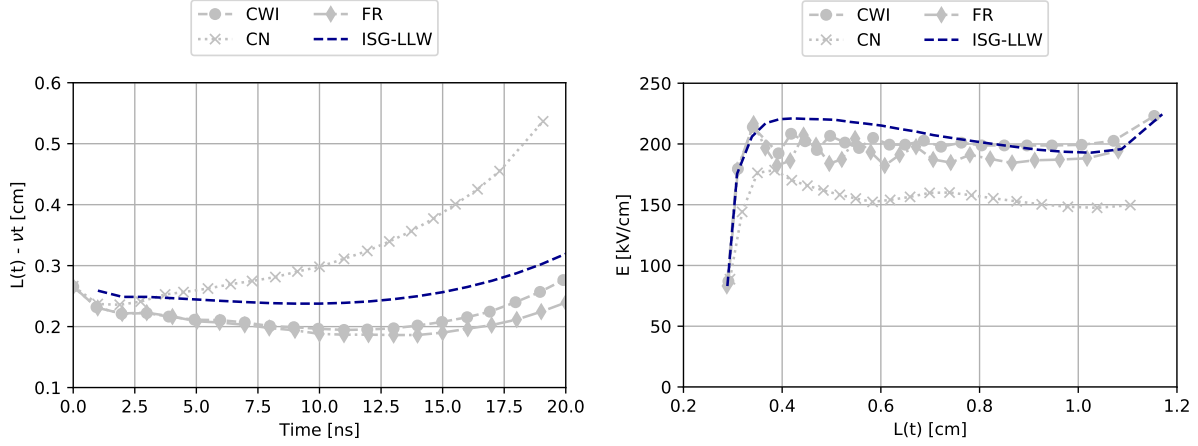 CWI FR
CN ISG-LLW
0.6
0.5
0.4
0.3
0.2
0.1
L(t) - νt [cm]
0.0 2.5 5.0 7.5 10.0 12.5 15.0 17.5 20.0
Time [ns]
CWI FR
CN ISG-LLW
250
200
150
100
50
0
E [kV/cm]
0.2 0.4 0.6 0.8 1.0 1.2
L(t) [cm]